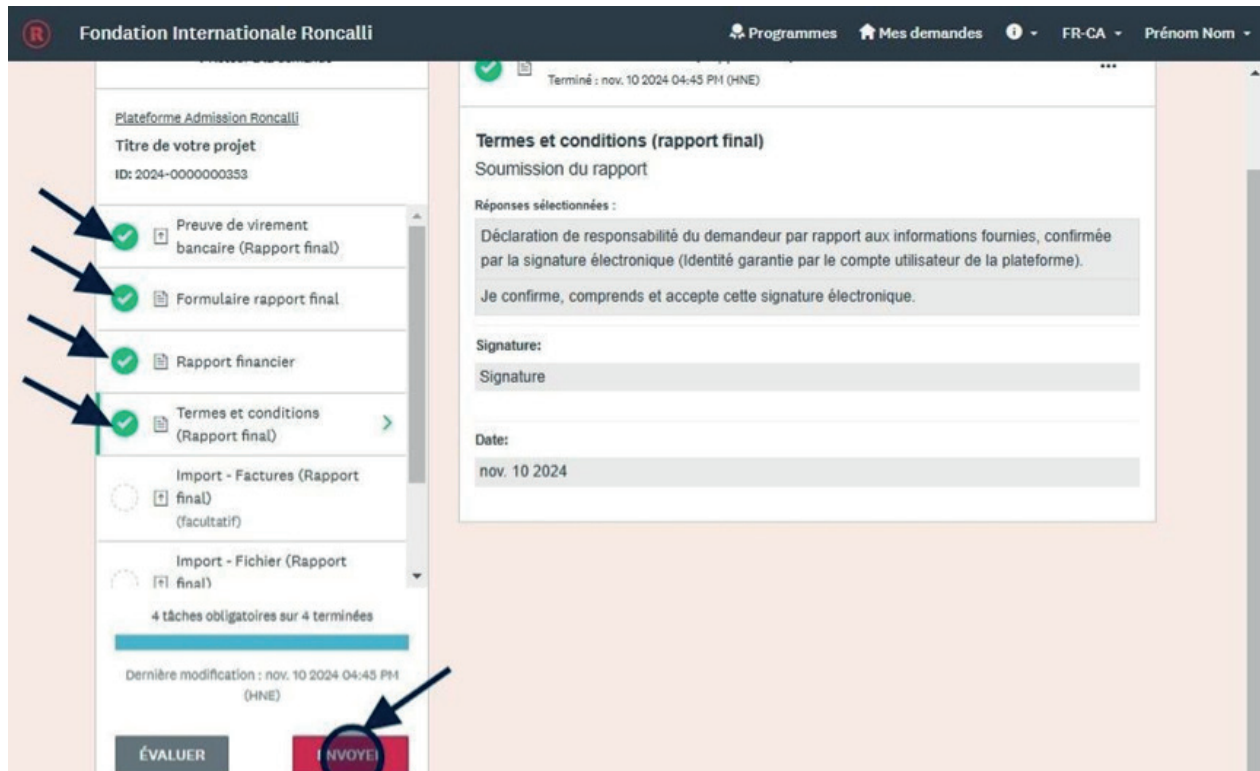 R Fondation Internationale Roncalli Programmes Mes demandes FR-CA Prénom Nom
Plateforme Admission Roncalli
Titre de votre projet
ID: 2024-0000000353
Preuve de virement
bancaire (Rapport final)
Formulaire rapport final
Rapport financier
Termes et conditions
(Rapport final)
Import - Factures (Rapport
final)
(facultatif)
Import - Fichier (Rapport
final)
4 tâches obligatoires sur 4 terminées
Dernière modification : nov. 10 2024 04:45 PM
(HNE)
ÉVALUER ENVOYER
Terminé : nov. 10 2024 04:45 PM (HNE)
Termes et conditions (rapport final)
Soumission du rapport
Réponses sélectionnées :
Déclaration de responsabilité du demandeur par rapport aux informations fournies, confirmée
par la signature électronique (Identité garantie par le compte utilisateur de la plateforme).
Je confirme, comprends et accepte cette signature électronique.
Signature:
Signature
Date:
nov. 10 2024